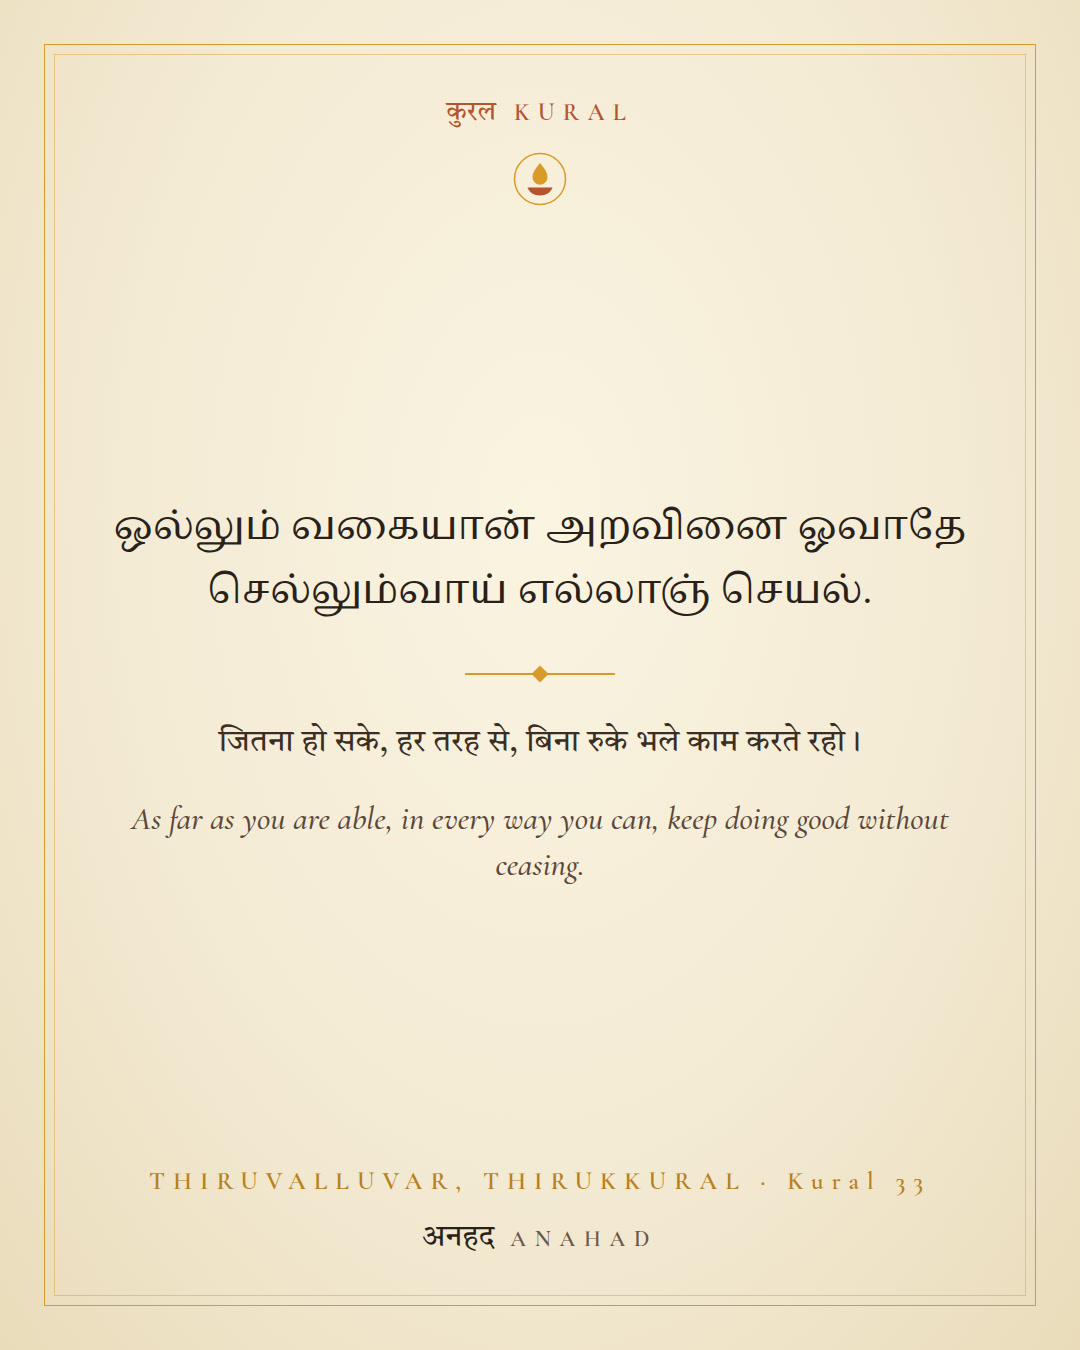 कुरल KURAL
ஒல்லும் வகையான் அறவினை ஓவாதே
செல்லும்வாய் எல்லாஞ் செயல்.
जितना हो सके, हर तरह से, बिना रुके भले काम करते रहो।
As far as you are able, in every way you can, keep doing good without
ceasing.
THIRUVALLUVAR, THIRUKKURAL · Kural 33
अनहद ANAHAD